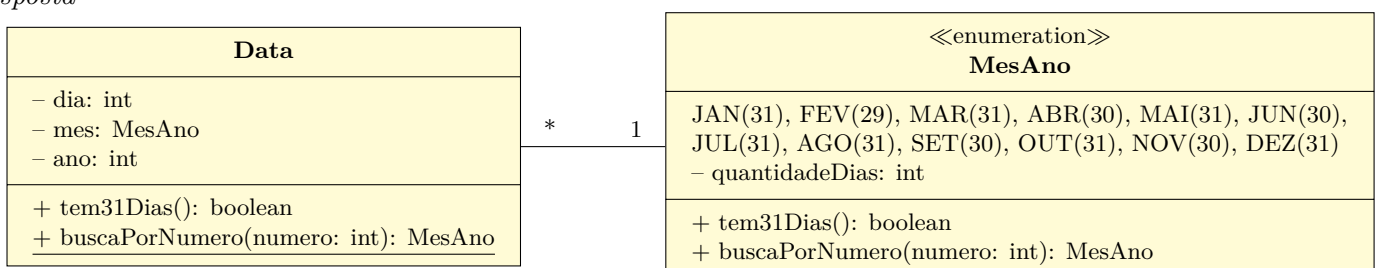 Data
– dia: int
– mes: MesAno
– ano: int
+ tem31Dias(): boolean
+ buscaPorNumero(numero: int): MesAno
*
1
≪enumeration≫
MesAno
JAN(31), FEV(29), MAR(31), ABR(30), MAI(31), JUN(30),
JUL(31), AGO(31), SET(30), OUT(31), NOV(30), DEZ(31)
– quantidadeDias: int
+ tem31Dias(): boolean
+ buscaPorNumero(numero: int): MesAno